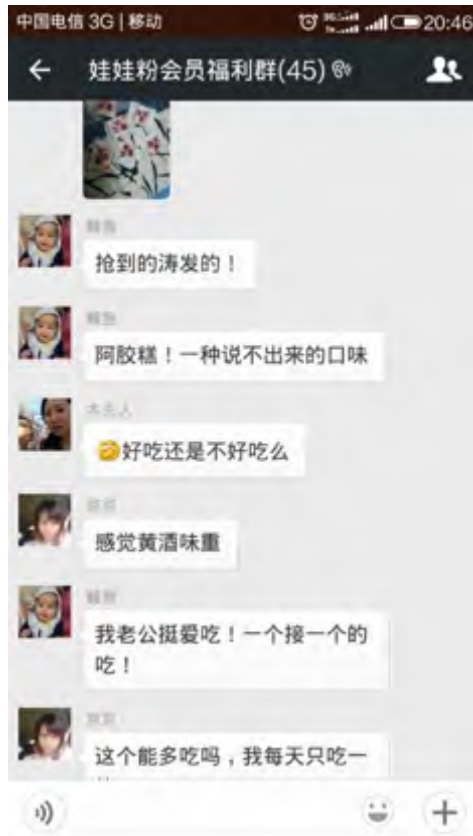 中国电信 3G | 移动
20:46
娃娃粉会员福利群(45)
抢到的涛发的！
阿胶糕！一种说不出来的口味
木头人
好吃还是不好吃么
感觉黄酒味重
我老公挺爱吃！一个接一个的
吃！
这个能多吃吗，我每天只吃一